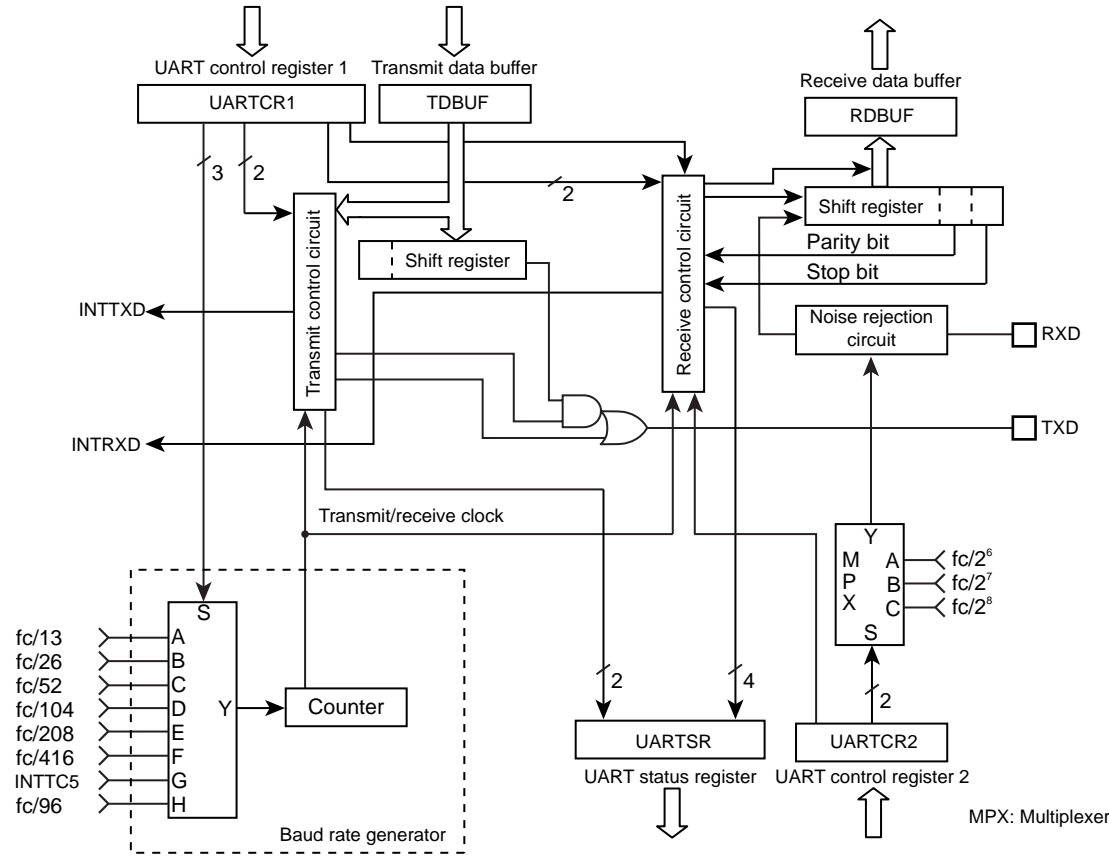 UART control register 1
Transmit data buffer
Receive data buffer
UARTCR1
TDBUF
RDBUF
3
2
2
Shift register
Parity bit
Stop bit
Transmit control circuit
Shift register
Receive control circuit
INTTXD
Noise rejection
circuit
RXD
INTRXD
TXD
Transmit/receive clock
Y
M
P
X
A
B
C
S
fc/2⁶
fc/2⁷
fc/2⁸
S
fc/13
A
fc/26
B
fc/52
C
fc/104
D
fc/208
E
fc/416
F
INTTC5
G
fc/96
H
Y
Counter
2
4
2
UARTSR
UARTCR2
UART status register
UART control register 2
Baud rate generator
MPX: Multiplexer